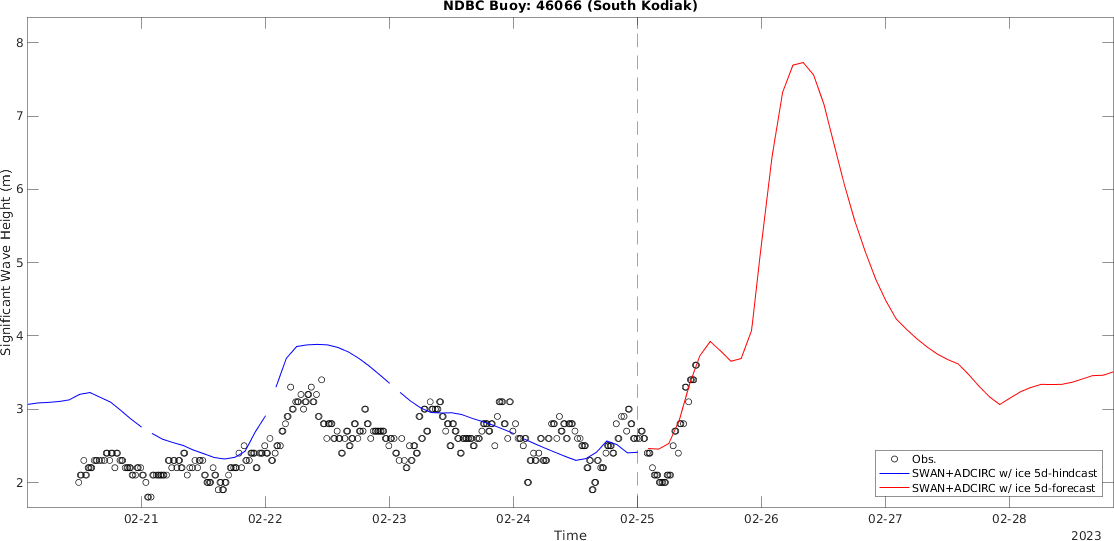 NDBC Buoy: 46066 (South Kodiak)
8
7
6
5
4
3
2
Significant Wave Height (m)
Obs.
SWAN+ADCIRC w/ ice 5d-hindcast
SWAN+ADCIRC w/ ice 5d-forecast
02-21 02-22 02-23 02-24 02-25 02-26 02-27 02-28
Time
2023